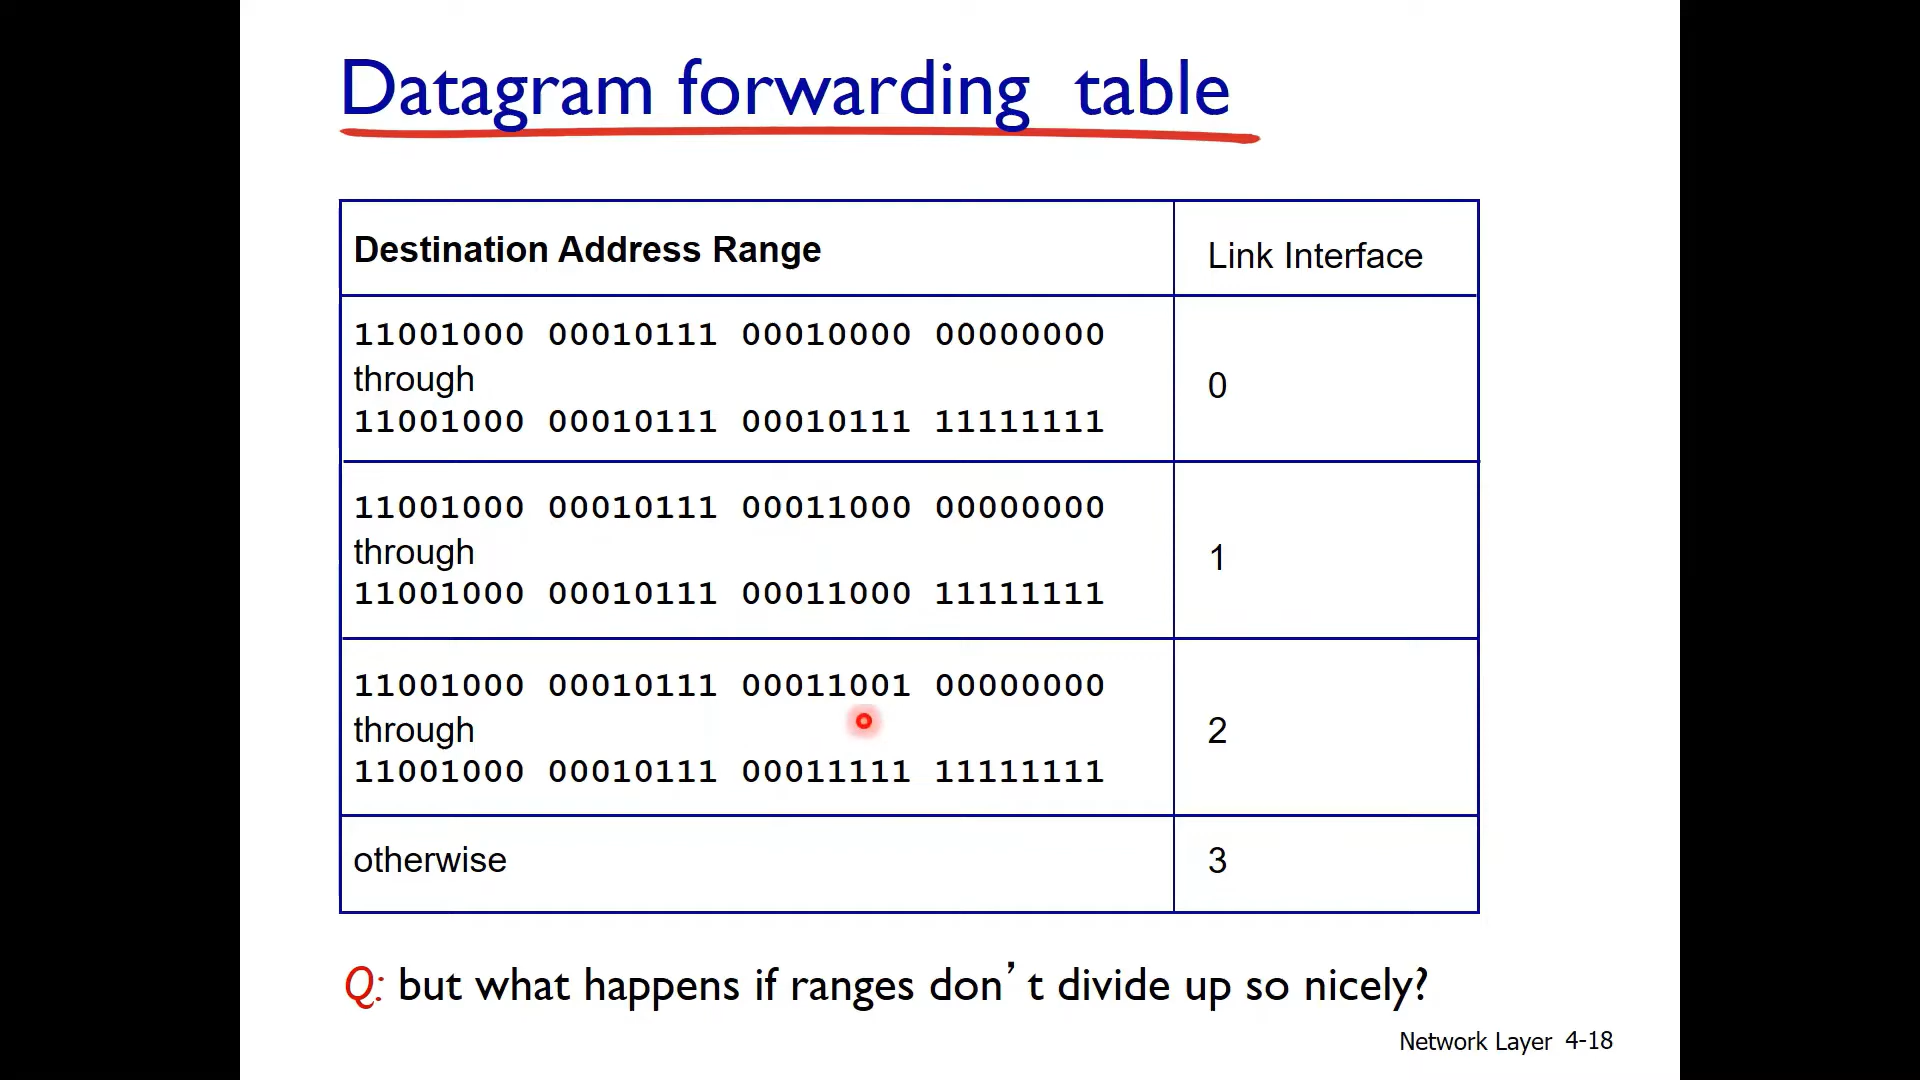 Datagram forwarding table
Destination Address Range
Link Interface
11001000 00010111 00010000 00000000
through
11001000 00010111 00010111 11111111
0
11001000 00010111 00011000 00000000
through
11001000 00010111 00011000 11111111
1
11001000 00010111 00011001 00000000
through
11001000 00010111 00011111 11111111
2
otherwise
3
Q: but what happens if ranges don’t divide up so nicely?
Network Layer 4-18